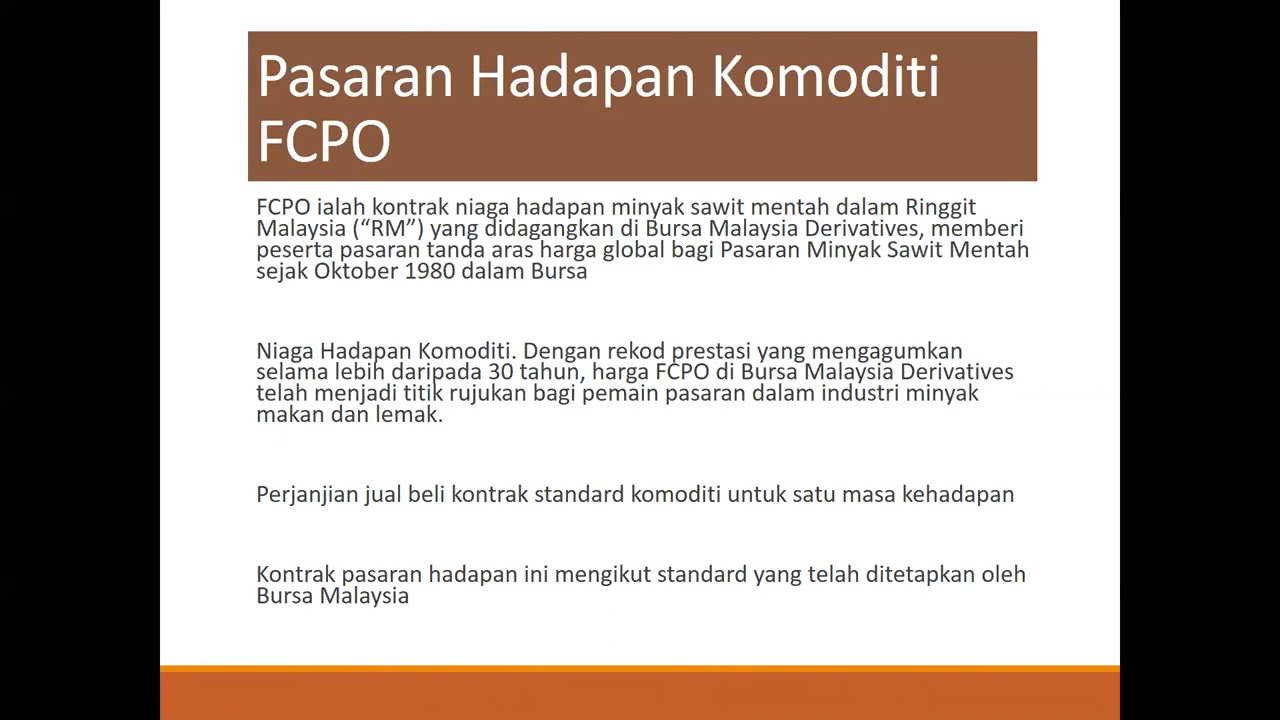 Pasaran Hadapan Komoditi
FCPO
FCPO ialah kontrak niaga hadapan minyak sawit mentah dalam Ringgit
Malaysia (“RM”) yang didagangkan di Bursa Malaysia Derivatives, memberi
peserta pasaran tanda aras harga global bagi Pasaran Minyak Sawit Mentah
sejak Oktober 1980 dalam Bursa
Niaga Hadapan Komoditi. Dengan rekod prestasi yang mengagumkan
selama lebih daripada 30 tahun, harga FCPO di Bursa Malaysia Derivatives
telah menjadi titik rujukan bagi pemain pasaran dalam industri minyak
makan dan lemak.
Perjanjian jual beli kontrak standard komoditi untuk satu masa kehadapan
Kontrak pasaran hadapan ini mengikut standard yang telah ditetapkan oleh
Bursa Malaysia